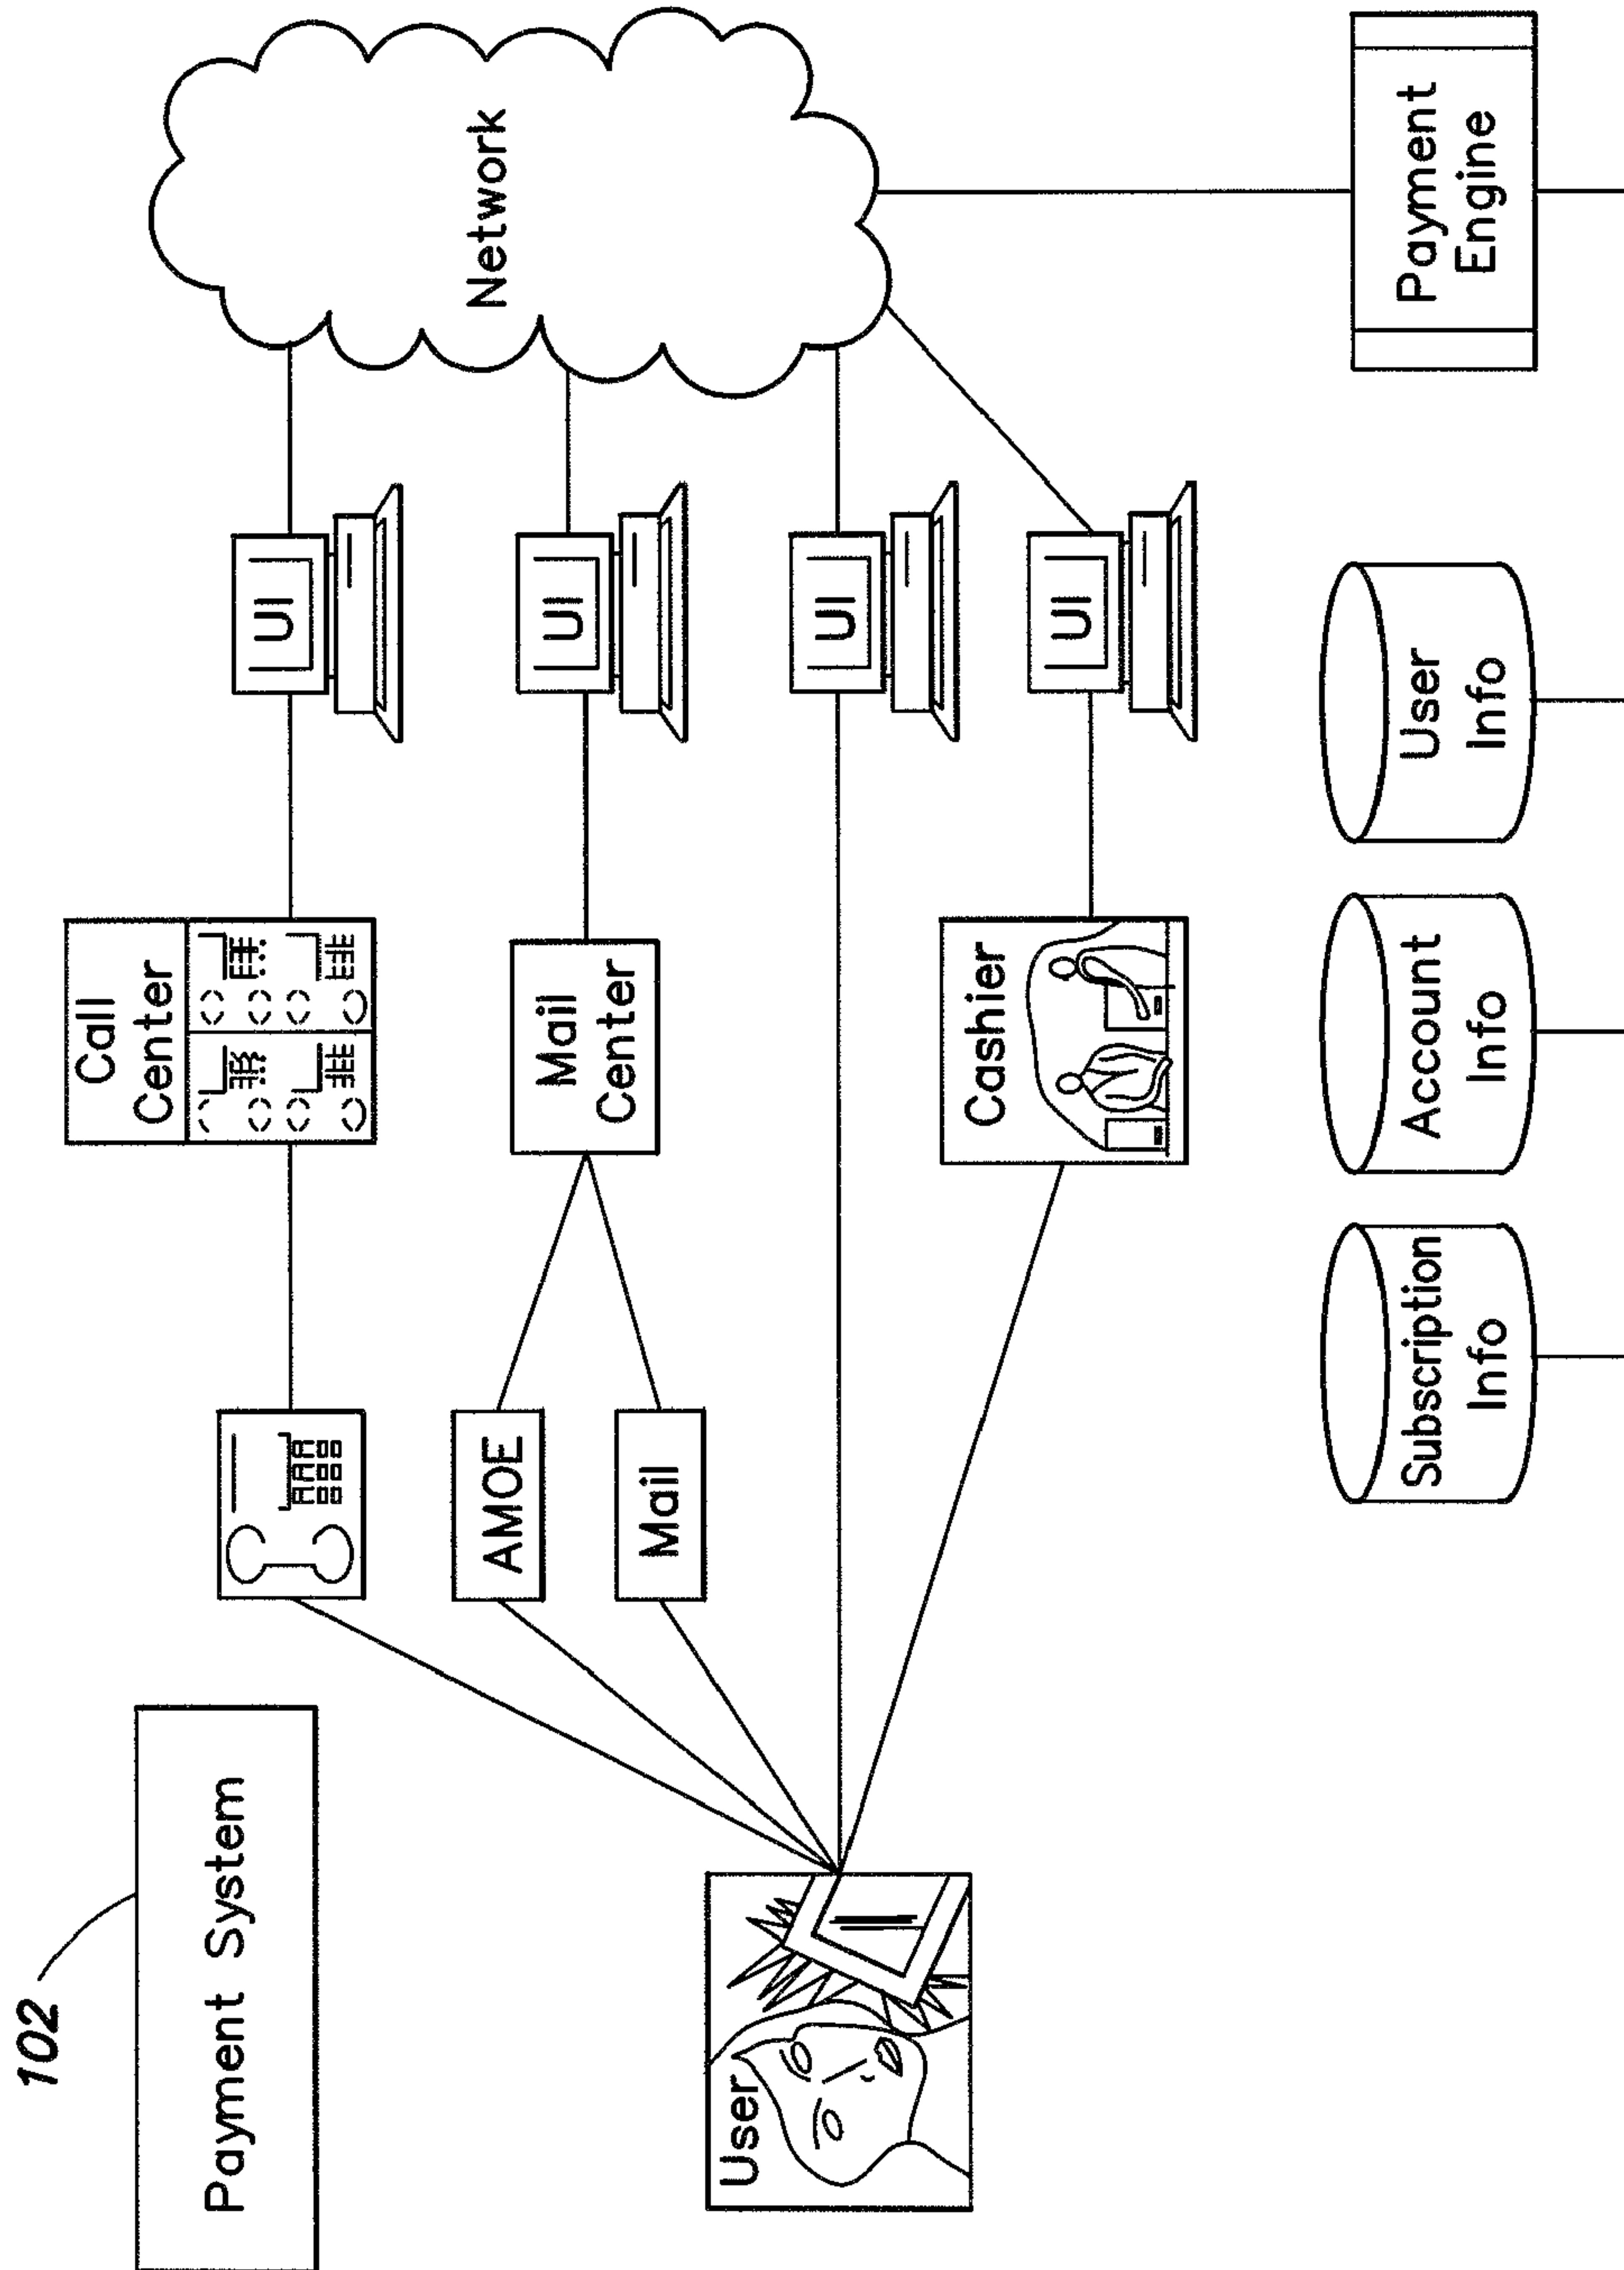 102
Payment System
User
AMOE
Mail
Call
Center
Mail
Center
Cashier
UI
UI
UI
UI
Network
Subscription
Info
Account
Info
User
Info
Payment
Engine